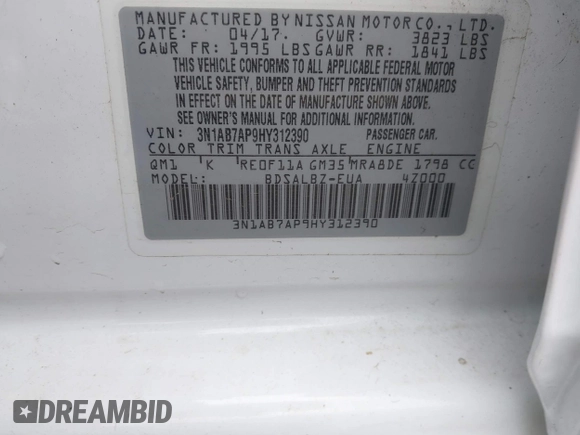 MANUFACTURED BY NISSAN MOTOR CO., LTD.
DATE: 04/17. GVWR: 3823 LBS
GAWR FR: 1995 LBS GAWR RR: 1841 LBS
THIS VEHICLE CONFORMS TO ALL APPLICABLE FEDERAL MOTOR
VEHICLE SAFETY, BUMPER AND THEFT PREVENTION STANDARDS
IN EFFECT ON THE DATE OF MANUFACTURE SHOWN ABOVE.
SEE OWNER'S MANUAL FOR ADDITIONAL INFORMATION.
VIN: 3N1AB7AP9HY312390 PASSENGER CAR.
COLOR TRIM TRANS AXLE ENGINE
QM1 K RE0F11A GM35 MRA8DE 1798 CC
MODEL: BDSALBZ-EUA 4Z000
3N1AB7AP9HY312390
DREAMBID